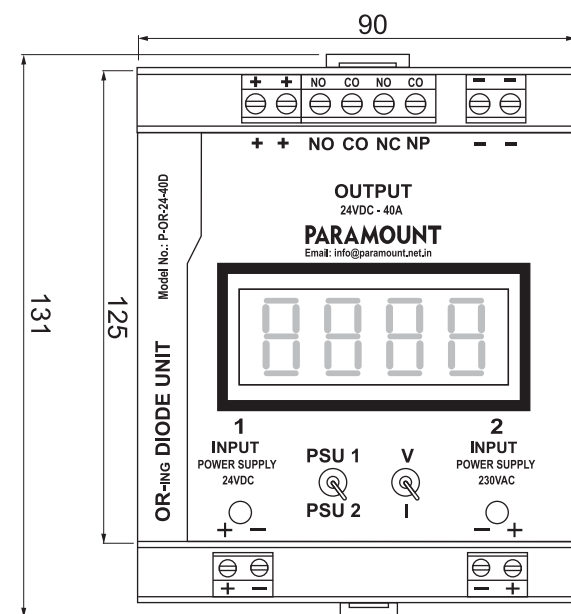 90
131
125
+ + NO CO NO CO − −
+ + NO CO NC NP − −
OUTPUT
24VDC - 40A
PARAMOUNT
Email: info@paramount.net.in
Model No.: P-OR-24-40D
OR-ING DIODE UNIT
1
INPUT
POWER SUPPLY
24VDC
+ −
PSU 1
PSU 2
V
I
2
INPUT
POWER SUPPLY
230VAC
− +
− +
+ −
− +
+ −